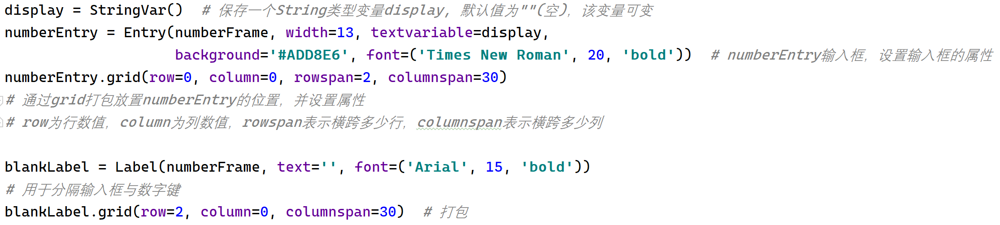 display = StringVar()  # 保存一个String类型变量display, 默认值为""(空), 该变量可变
numberEntry = Entry(numberFrame, width=13, textvariable=display,
                    background='#ADD8E6', font=('Times New Roman', 20, 'bold'))  # numberEntry输入框, 设置输入框的属性
numberEntry.grid(row=0, column=0, rowspan=2, columnspan=30)
# 通过grid打包放置numberEntry的位置, 并设置属性
# row为行数值, column为列数值, rowspan表示横跨多少行, columnspan表示横跨多少列
blankLabel = Label(numberFrame, text='', font=('Arial', 15, 'bold'))
# 用于分隔输入框与数字键
blankLabel.grid(row=2, column=0, columnspan=30)  # 打包